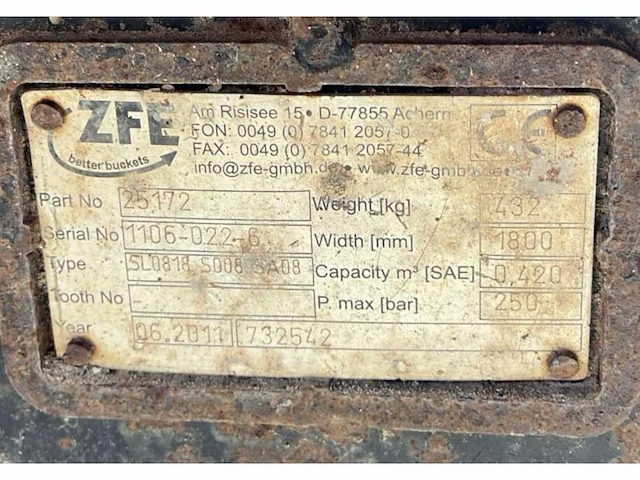 ZFE
better buckets
Am Risisee 15 • D-77855 Achern
FON: 0049 (0) 7841 2057-0
FAX: 0049 (0) 7841 2057-44
info@zfe-gmbh.de • www.zfe-gmbh.de
CE
Part No 25172 Weight [kg] 432
Serial No 1106-022-6 Width [mm] 1800
Type SL0818 S008 SA08 Capacity m³ [SAE] 0,420
Tooth No - P. max [bar] 250
Year 06.2011 732542